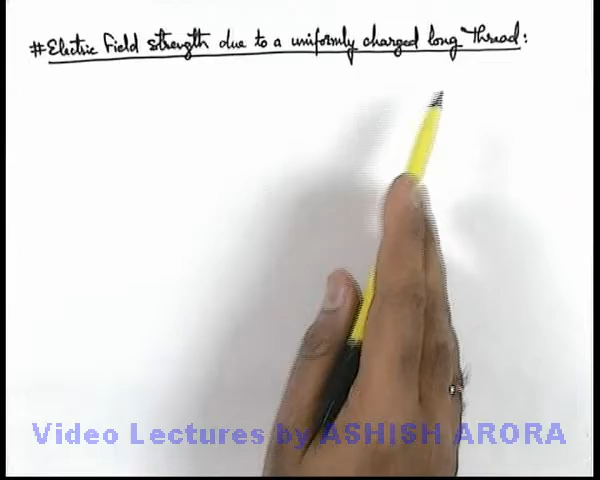 # Electric Field strength due to a uniformly charged long Thread:
Video Lectures by ASHISH ARORA